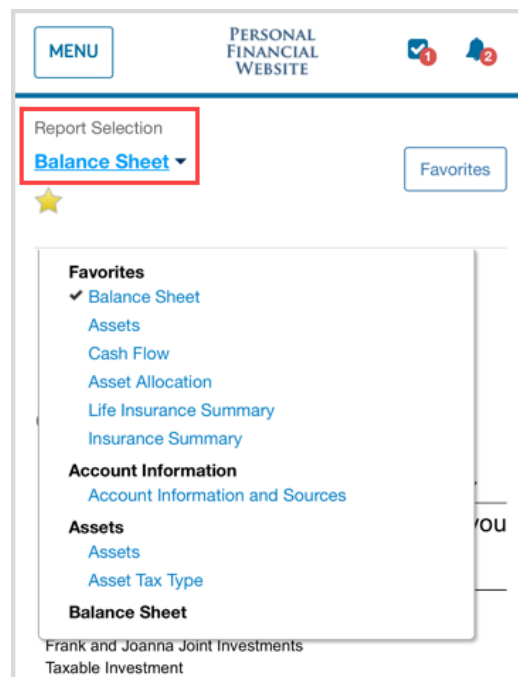 MENU
PERSONAL
FINANCIAL
WEBSITE
1
2
Report Selection
Balance Sheet
Favorites
Favorites
Balance Sheet
Assets
Cash Flow
Asset Allocation
Life Insurance Summary
Insurance Summary
Account Information
Account Information and Sources
Assets
you
Assets
Asset Tax Type
Balance Sheet
Frank and Joanna Joint Investments
Taxable Investment